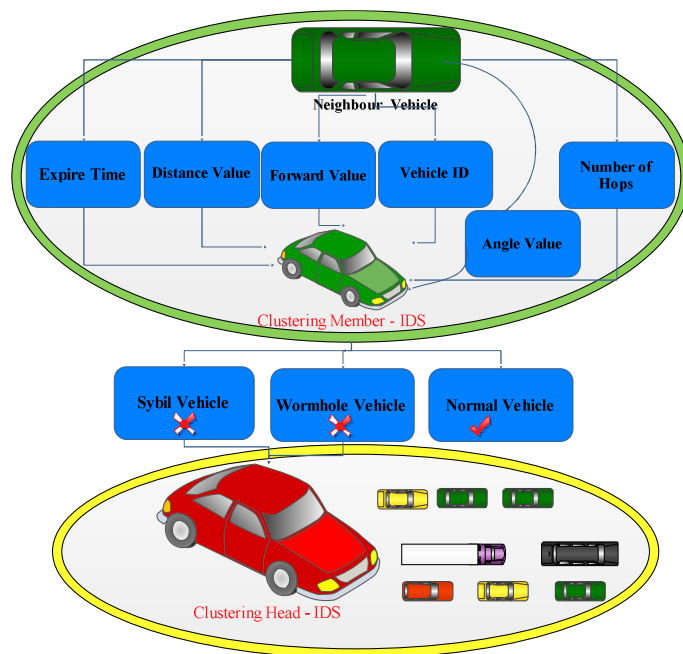 Neighbour Vehicle
Expire Time
Distance Value
Forward Value
Vehicle ID
Number of
Hops
Angle Value
Clustering Member - IDS
Sybil Vehicle
Wormhole Vehicle
Normal Vehicle
Clustering Head - IDS